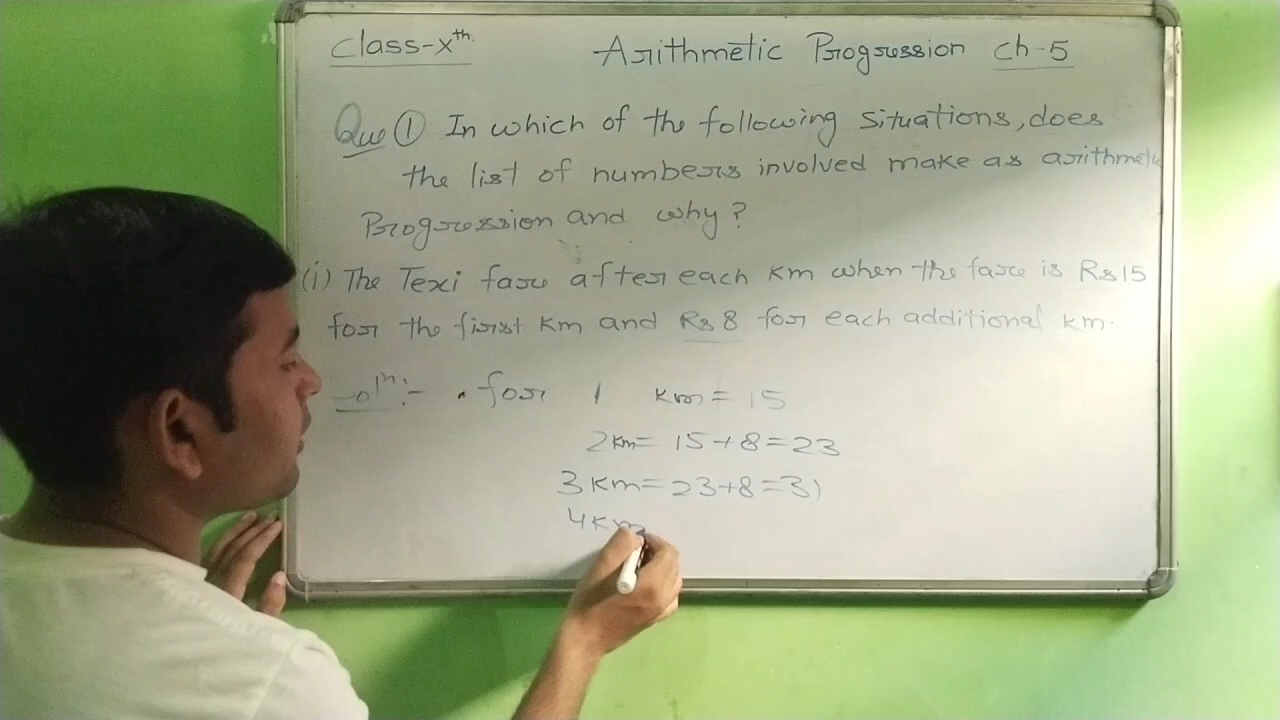 Class-Xth.
Arithmetic Progression Ch-5
Que ① In which of the following situations, does
the list of numbers involved make as arithmetic
Progression and why?
(i) The Texi fare after each km when the fare is Rs 15
for the first km and Rs 8 for each additional km.
Solⁿ:- for 1 km = 15
2km = 15+8=23
3km=23+8=31
4km